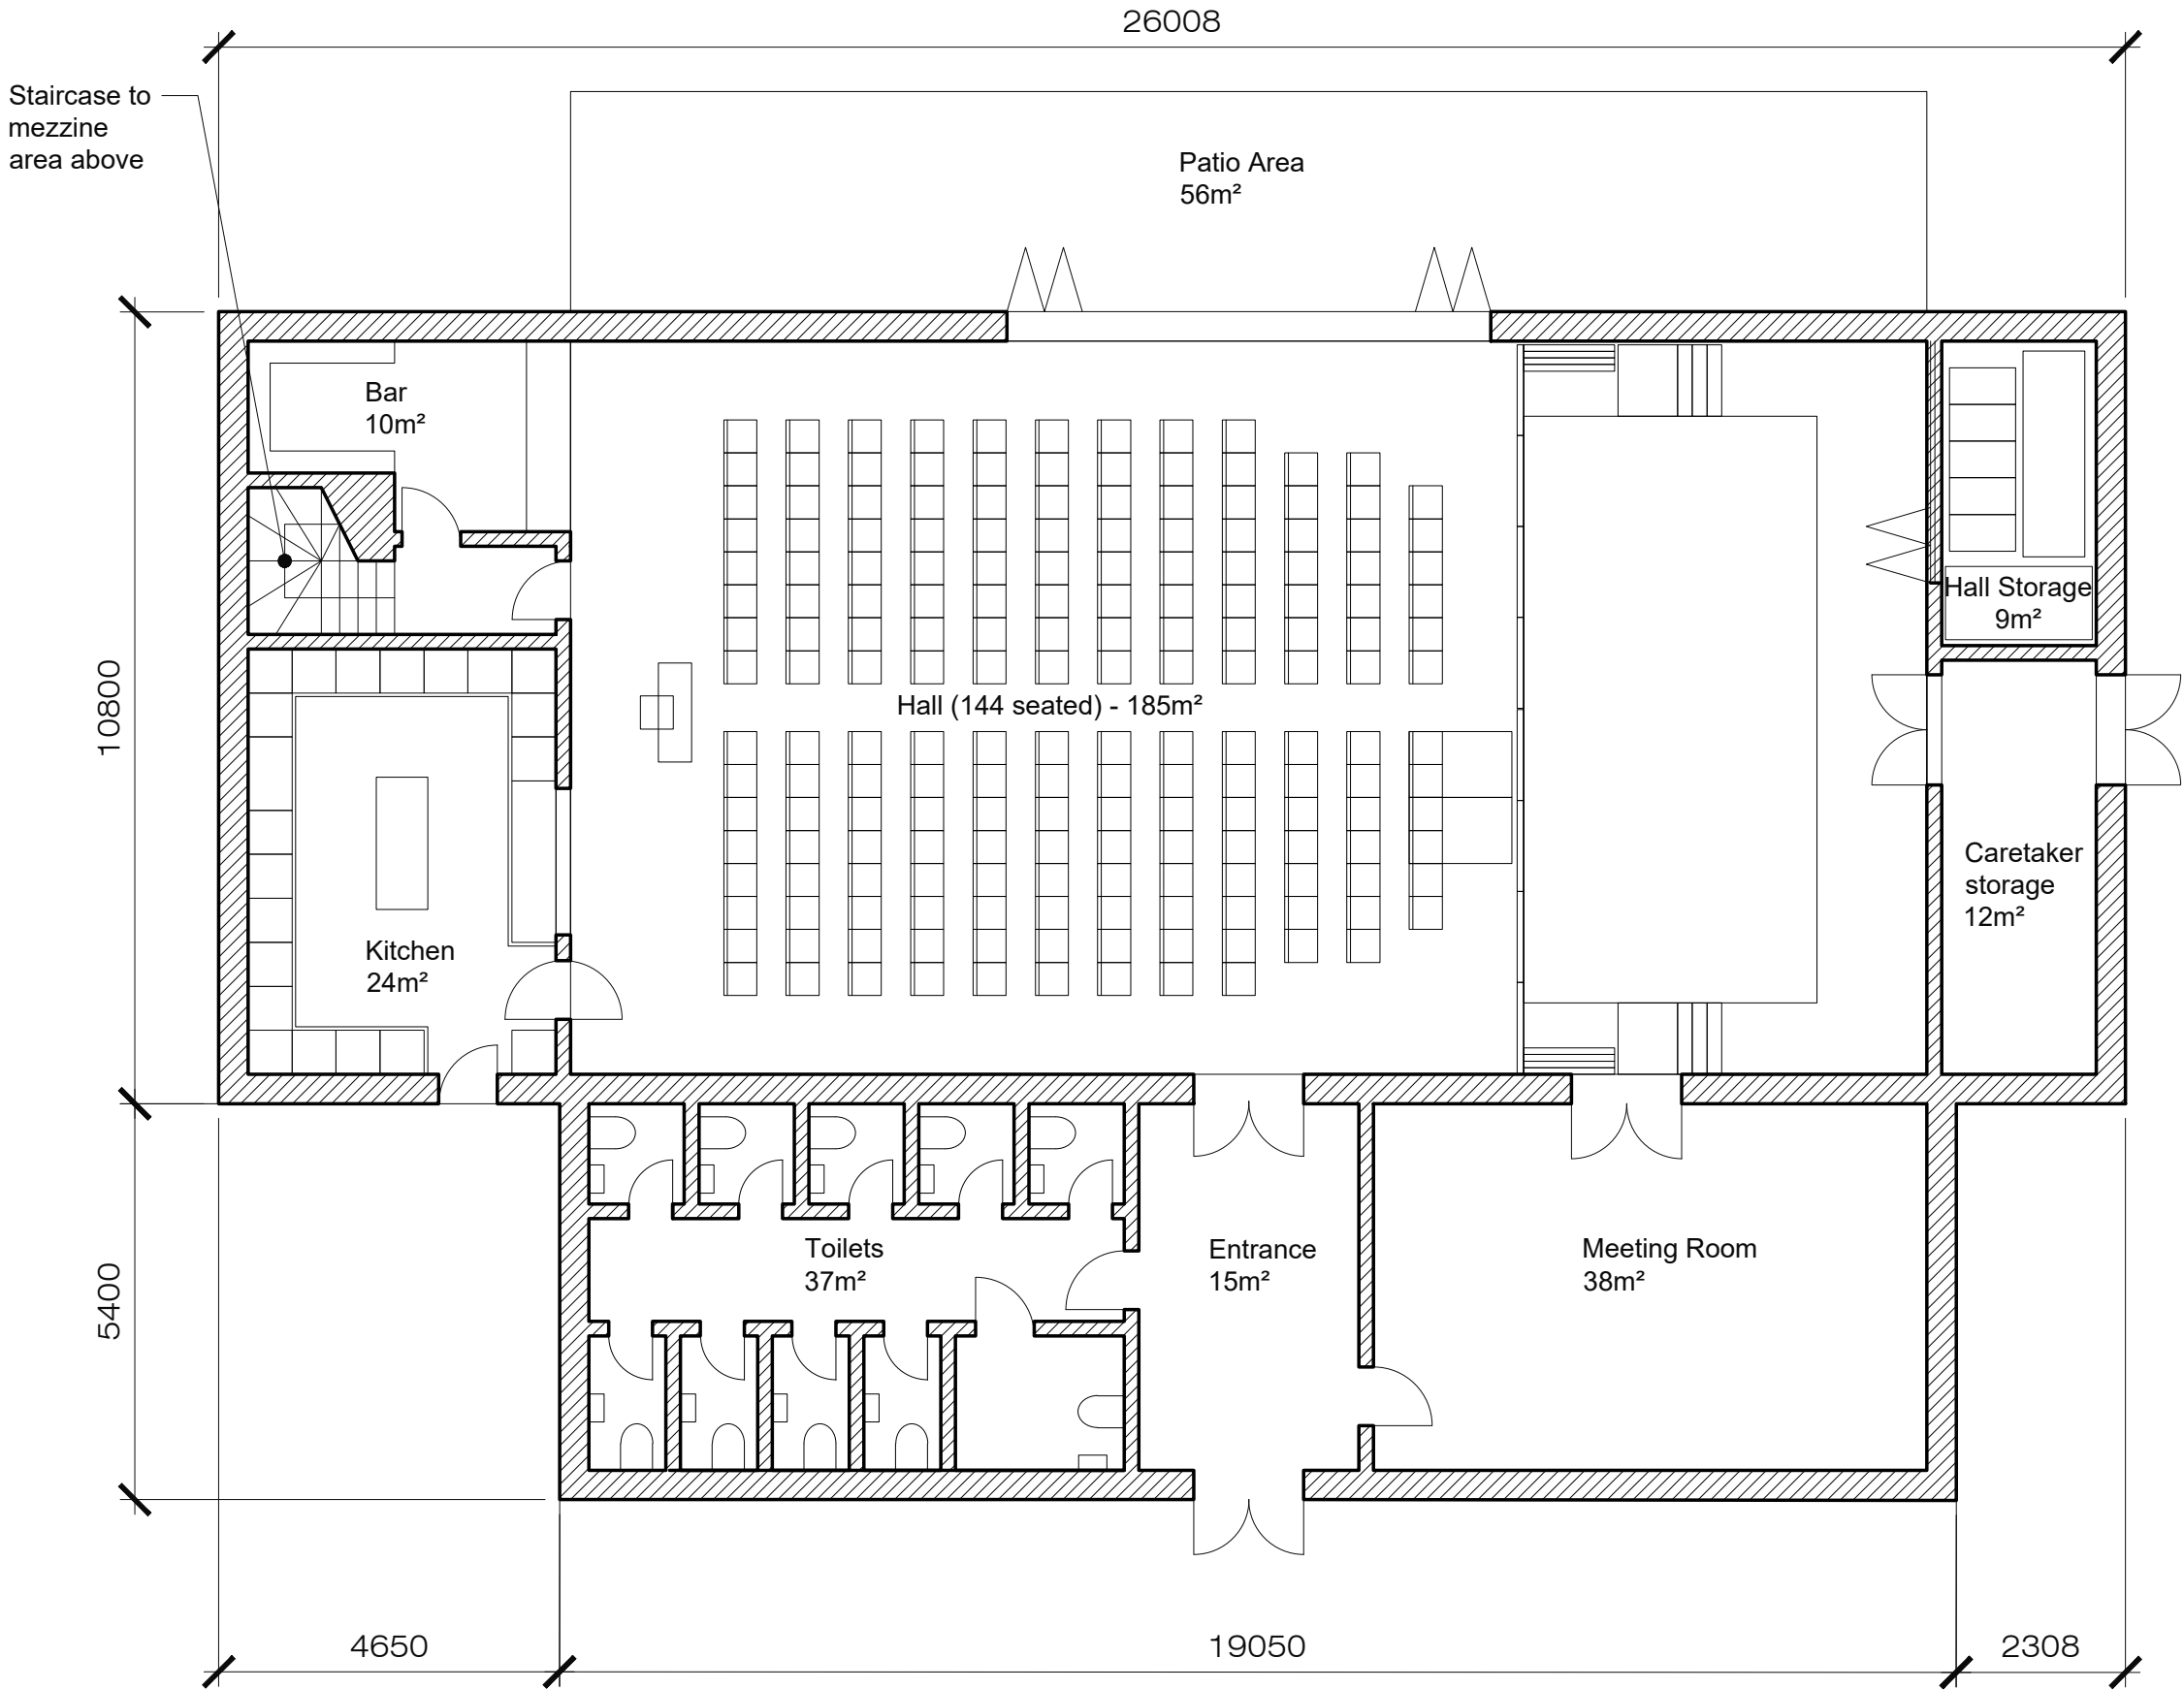 26008
Staircase to
mezzine
area above
Patio Area
56m²
Bar
10m²
Hall Storage
9m²
10800
Hall (144 seated) - 185m²
Caretaker
storage
12m²
Kitchen
24m²
5400
Toilets
37m²
Entrance
15m²
Meeting Room
38m²
4650
19050
2308